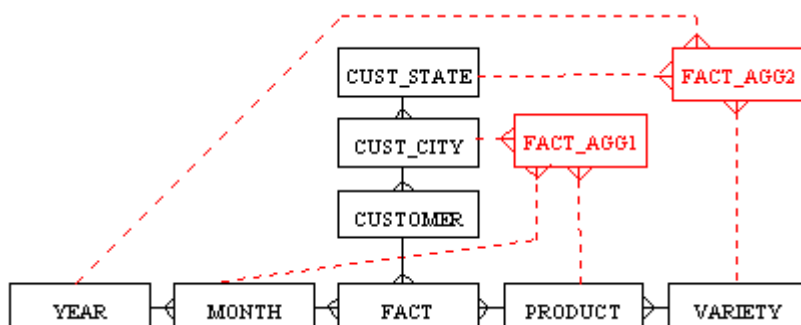 CUST_STATE
FACT_AGG2
CUST_CITY
FACT_AGG1
CUSTOMER
YEAR
MONTH
FACT
PRODUCT
VARIETY